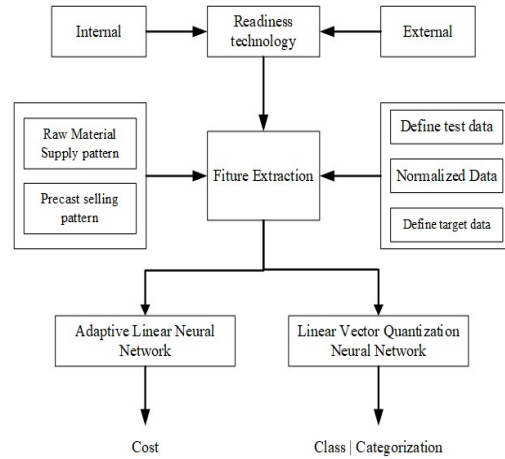 Internal
Readiness
technology
External
Raw Material
Supply pattern
Precast selling
pattern
Fiture Extraction
Define test data
Normalized Data
Define target data
Adaptive Linear Neural
Network
Linear Vector Quantization
Neural Network
Cost
Class | Categorization